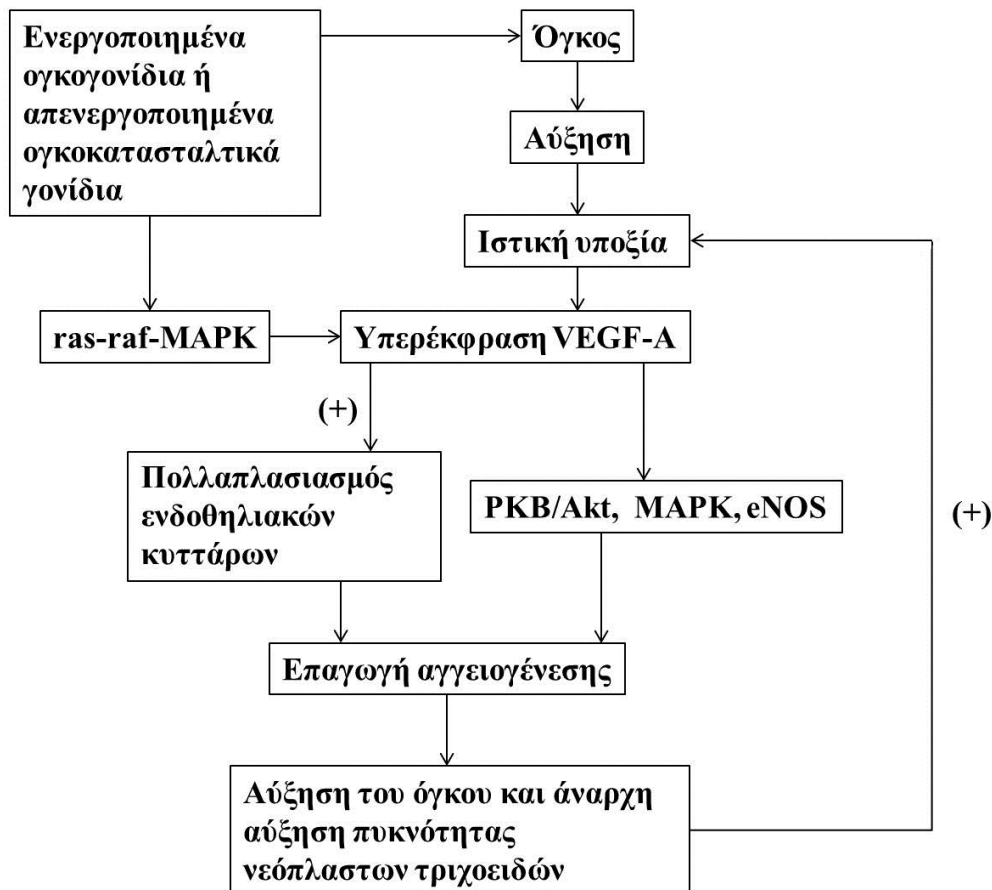 Ενεργοποιημένα
ογκογονίδια ή
απενεργοποιημένα
ογκοκατασταλτικά
γονίδια
Όγκος
Αύξηση
Ιστική υποξία
ras-raf-MAPK
Υπερέκφραση VEGF-A
(+)
Πολλαπλασιασμός
ενδοθηλιακών
κυττάρων
PKB/Akt, MAPK, eNOS
(+)
Επαγωγή αγγειογένεσης
Αύξηση του όγκου και άναρχη
αύξηση πυκνότητας
νεόπλαστων τριχοειδών